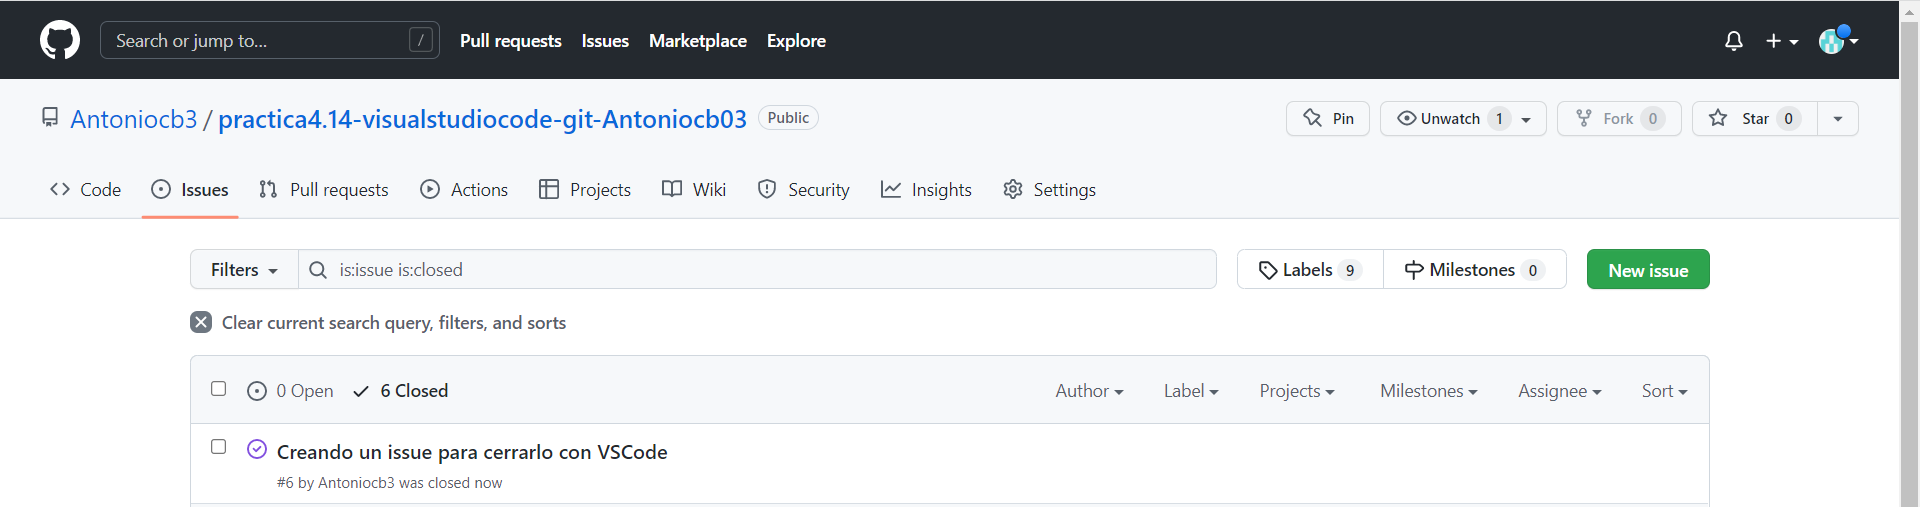 Search or jump to... / Pull requests Issues Marketplace Explore
Antoniocb3 / practica4.14-visualstudiocode-git-Antoniocb03 Public Pin Unwatch 1 Fork 0 Star 0
Code Issues Pull requests Actions Projects Wiki Security Insights Settings
Filters is:issue is:closed Labels 9 Milestones 0 New issue
Clear current search query, filters, and sorts
0 Open 6 Closed Author Label Projects Milestones Assignee Sort
Creando un issue para cerrarlo con VSCode
#6 by Antoniocb3 was closed now